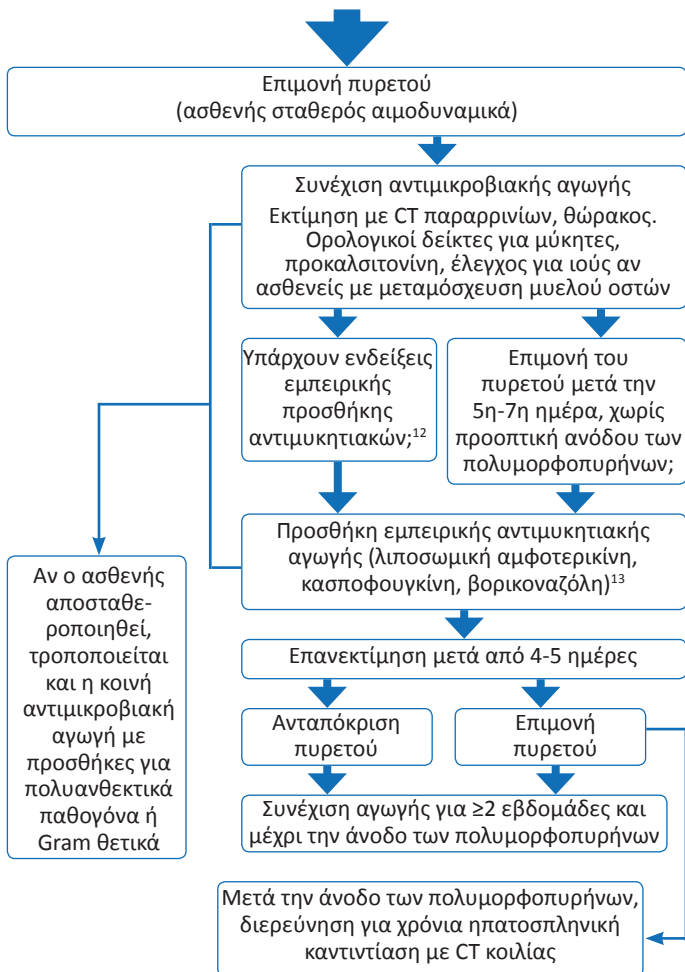 Επιμονή πυρετού
(ασθενής σταθερός αιμοδυναμικά)
Συνέχιση αντιμικροβιακής αγωγής
Εκτίμηση με CT παραρρινίων, θώρακος.
Ορολογικοί δείκτες για μύκητες,
προκαλσιτονίνη, έλεγχος για ιούς αν
ασθενείς με μεταμόσχευση μυελού οστών
Υπάρχουν ενδείξεις
εμπειρικής
προσθήκης
αντιμυκητιακών;¹²
Επιμονή του
πυρετού μετά την
5η-7η ημέρα, χωρίς
προοπτική ανόδου των
πολυμορφοπυρήνων;
Προσθήκη εμπειρικής αντιμυκητιακής
αγωγής (λιποσωμική αμφοτερικίνη,
κασποφουγκίνη, βορικοναζόλη)¹³
Αν ο ασθενής
αποσταθε-
ροποιηθεί,
τροποποιείται
και η κοινή
αντιμικροβιακή
αγωγή με
προσθήκες για
πολυανθεκτικά
παθογόνα ή
Gram θετικά
Επανεκτίμηση μετά από 4-5 ημέρες
Ανταπόκριση
πυρετού
Επιμονή
πυρετού
Συνέχιση αγωγής για ≥2 εβδομάδες και
μέχρι την άνοδο των πολυμορφοπυρήνων
Μετά την άνοδο των πολυμορφοπυρήνων,
διερεύνηση για χρόνια ηπατοσπληνική
καντιντίαση με CT κοιλίας